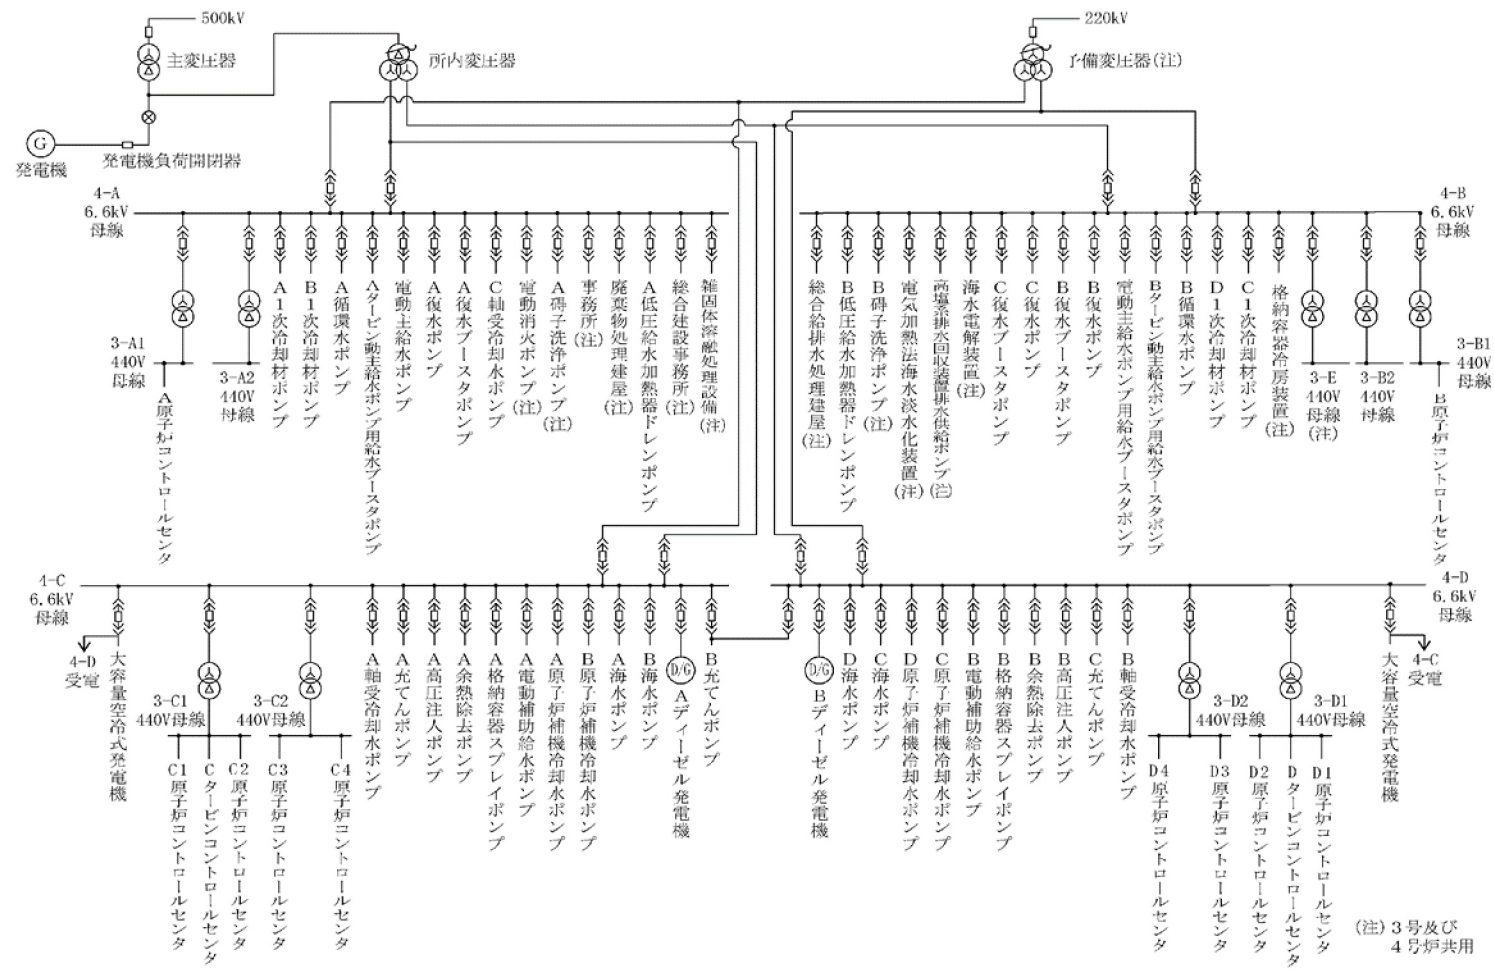 500kV
220kV
主変圧器
所内変圧器
予備変圧器(注)
G
発電機
発電機負荷開閉器
4-A
6.6kV
母線
4-B
6.6kV
母線
3-A1
440V
母線
A原子炉コントロールセンタ
3-A2
440V
母線
A1次冷却材ポンプ
B1次冷却材ポンプ
A循環水ポンプ
Aタービン動主給水ポンプ用給水ブースタポンプ
電動主給水ポンプ
A復水ポンプ
A復水ブースタポンプ
C軸受冷却水ポンプ
電動消火ポンプ(注)
A碍子洗浄ポンプ(注)
事務所(注)
廃棄物処理建屋(注)
A低圧給水加熱器ドレンポンプ
総合建設事務所(注)
雑固体溶融処理設備(注)
総合給排水処理建屋(注)
B低圧給水加熱器ドレンポンプ
B碍子洗浄ポンプ(注)
電気加熱法海水淡水化装置(注)
高塩素排水回収装置排水供給ポンプ(注)
海水電解装置(注)
C復水ブースタポンプ
C復水ポンプ
B復水ブースタポンプ
B復水ポンプ
電動主給水ポンプ用給水ブースタポンプ
Bタービン動主給水ポンプ用給水ブースタポンプ
B循環水ポンプ
D1次冷却材ポンプ
C1次冷却材ポンプ
格納容器冷房装置(注)
3-E
440V
母線(注)
3-B2
440V
母線
3-B1
440V
母線
B原子炉コントロールセンタ
4-C
6.6kV
母線
4-D
6.6kV
母線
4-D
受電
大容量空冷式発電機
3-C1
440V母線
C1原子炉コントロールセンタ
Cタービンコントロールセンタ
C2原子炉コントロールセンタ
3-C2
440V母線
C3原子炉コントロールセンタ
C4原子炉コントロールセンタ
A軸受冷却水ポンプ
A充てんポンプ
A高圧注入ポンプ
A余熱除去ポンプ
A格納容器スプレイポンプ
A電動補助給水ポンプ
A原子炉補機冷却水ポンプ
B原子炉補機冷却水ポンプ
A海水ポンプ
B海水ポンプ
D/G
Aディーゼル発電機
B充てんポンプ
D/G
Bディーゼル発電機
D海水ポンプ
C海水ポンプ
D原子炉補機冷却水ポンプ
C原子炉補機冷却水ポンプ
B電動補助給水ポンプ
B格納容器スプレイポンプ
B余熱除去ポンプ
B高圧注入ポンプ
C充てんポンプ
B軸受冷却水ポンプ
3-D2
440V母線
D4原子炉コントロールセンタ
D3原子炉コントロールセンタ
3-D1
440V母線
D2原子炉コントロールセンタ
Dタービンコントロールセンタ
D1原子炉コントロールセンタ
大容量空冷式発電機
4-C
受電
(注)3号及び
4号炉共用